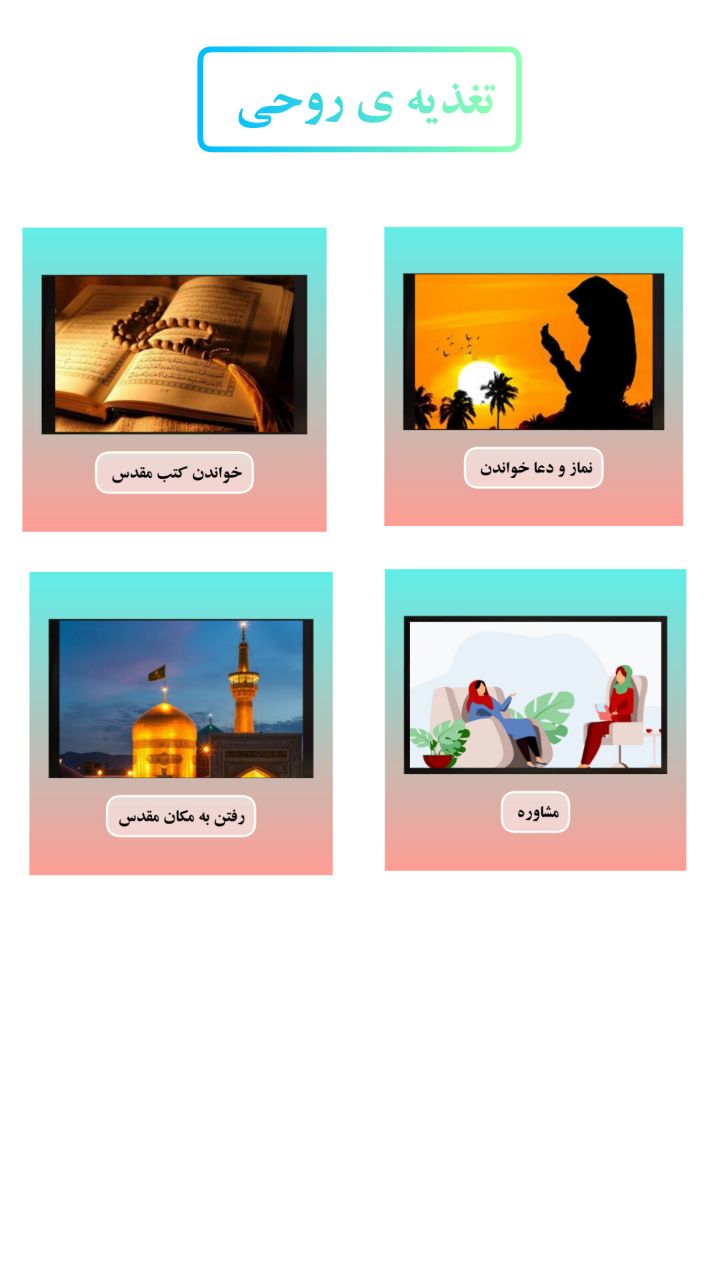 تغذیه ی روحی
نماز و دعا خواندن
خواندن کتب مقدس
مشاوره
رفتن به مکان مقدس